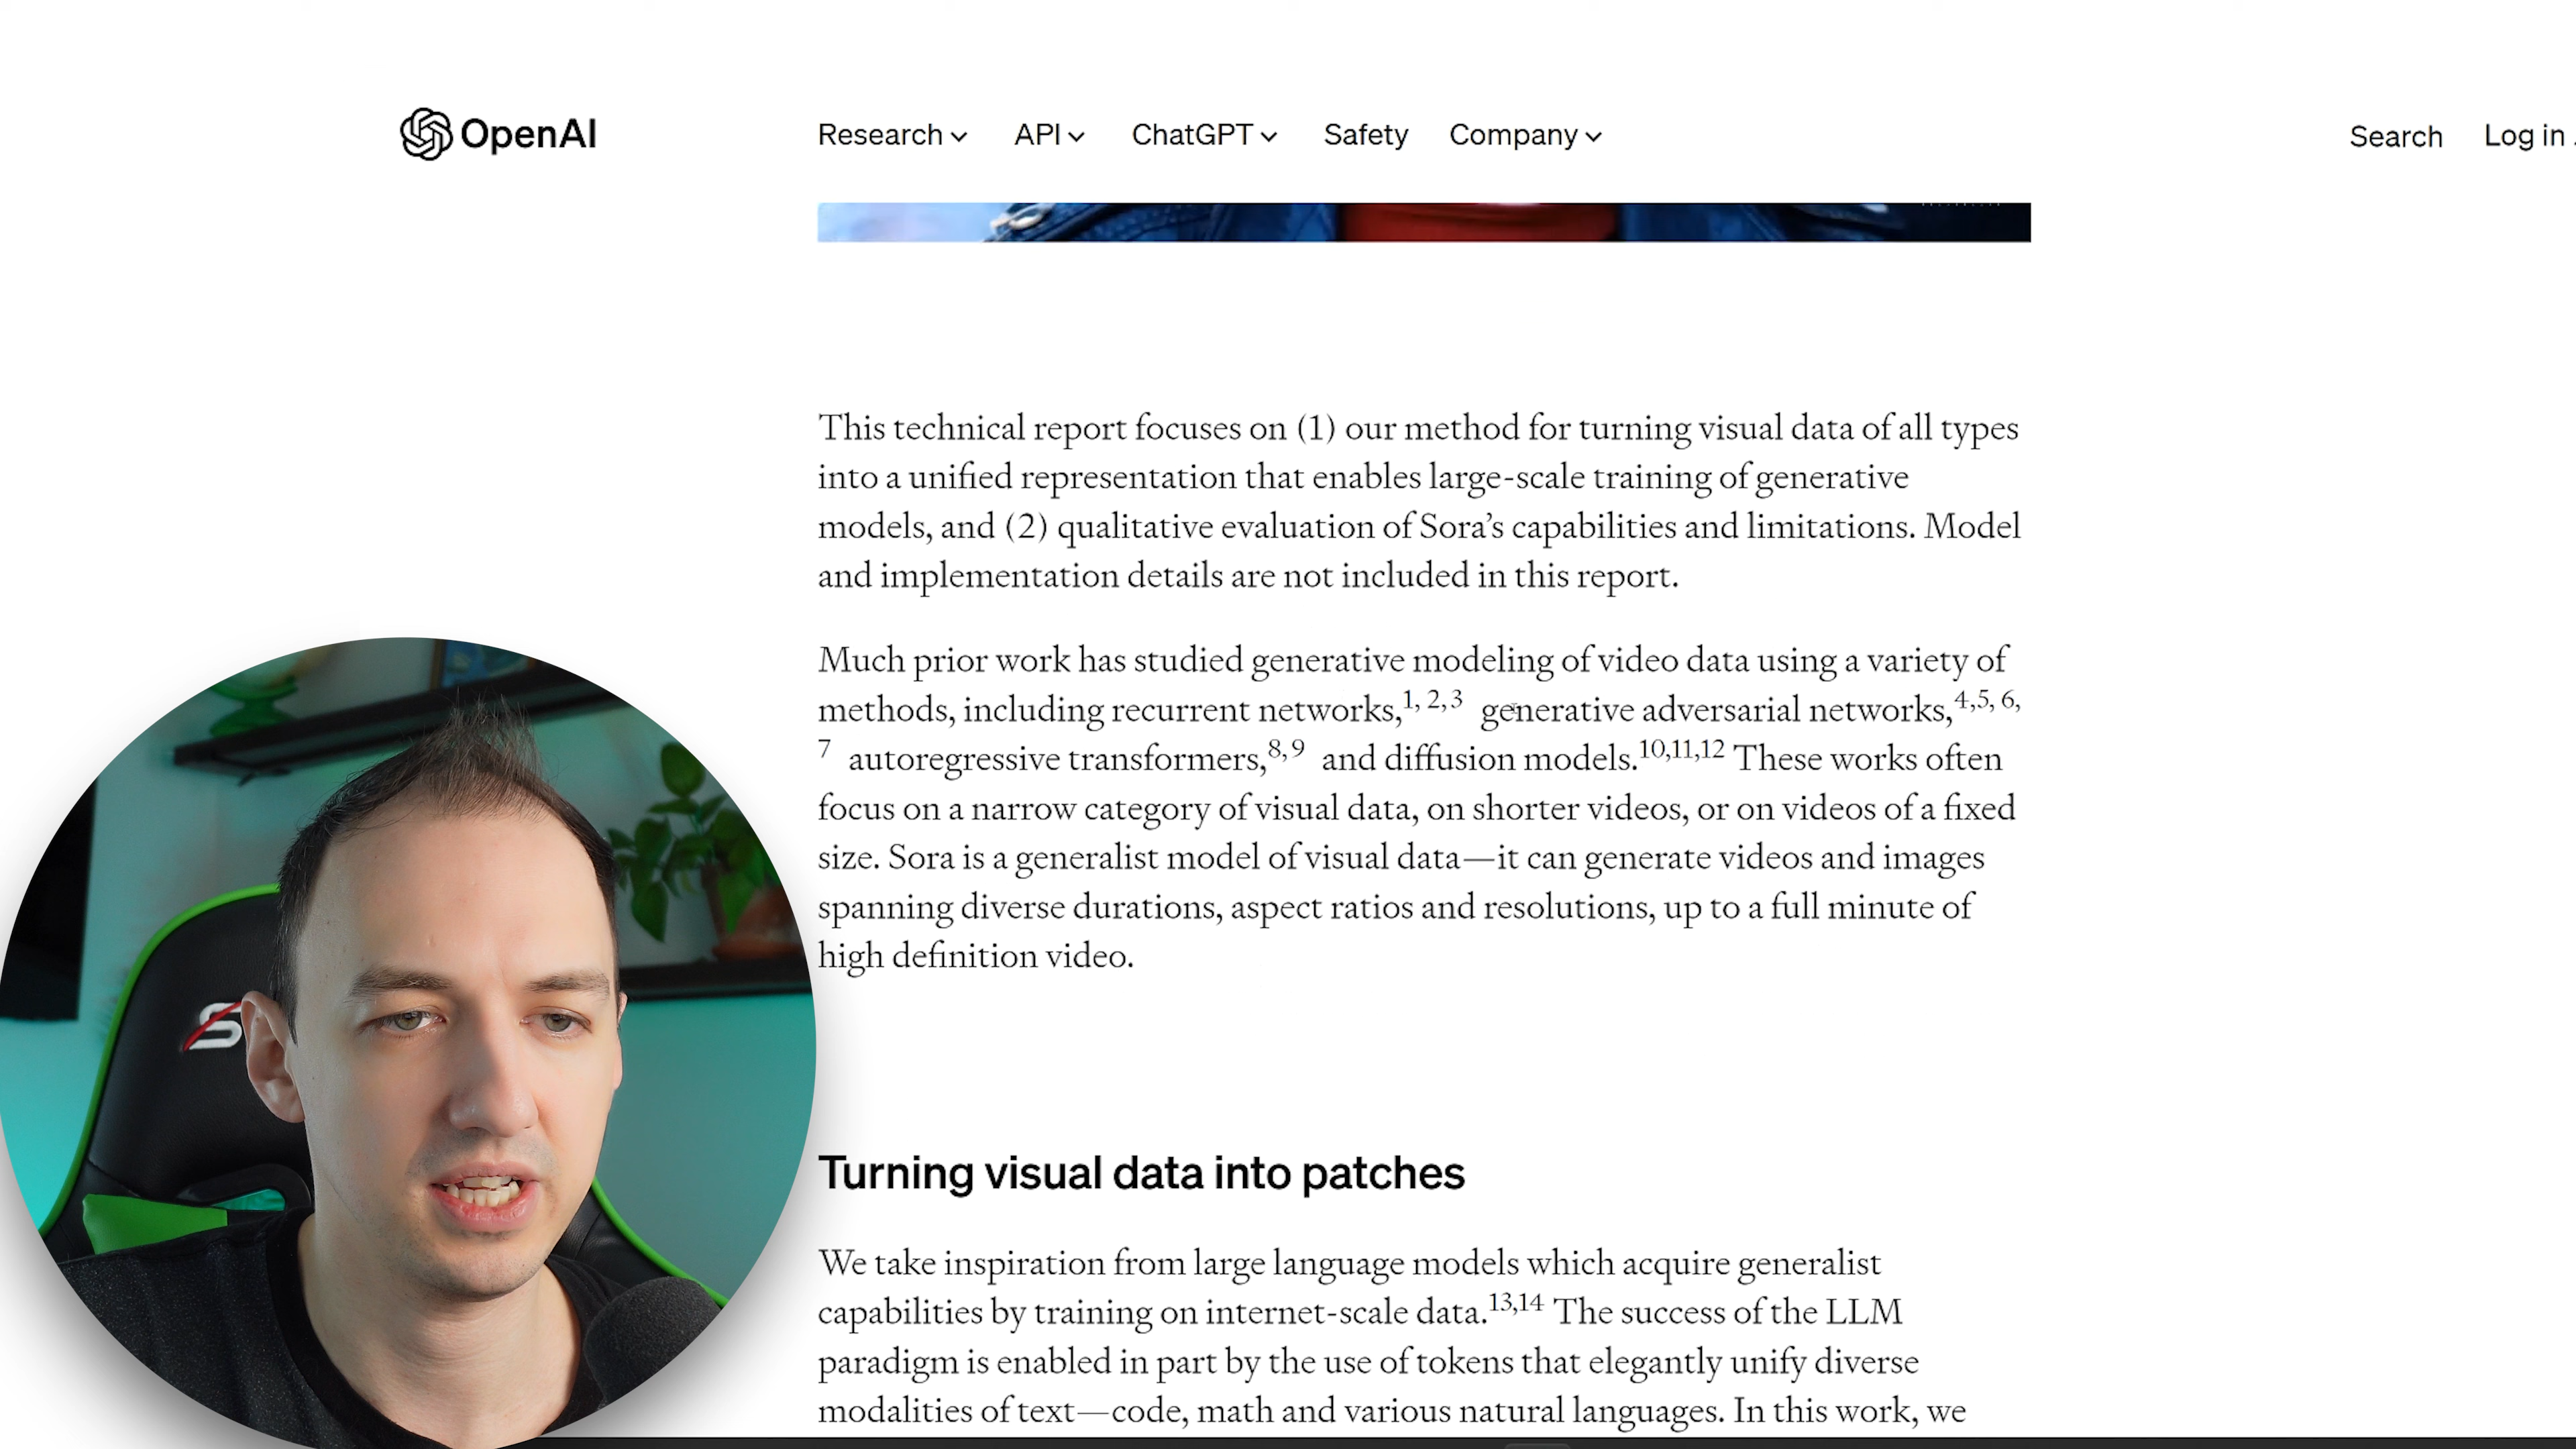 OpenAI
Research API ChatGPT Safety Company
Search Log in
This technical report focuses on (1) our method for turning visual data of all types
into a unified representation that enables large-scale training of generative
models, and (2) qualitative evaluation of Sora’s capabilities and limitations. Model
and implementation details are not included in this report.
Much prior work has studied generative modeling of video data using a variety of
methods, including recurrent networks,1, 2, 3 generative adversarial networks,4,5, 6,
7 autoregressive transformers,8, 9 and diffusion models.10,11,12 These works often
focus on a narrow category of visual data, on shorter videos, or on videos of a fixed
size. Sora is a generalist model of visual data—it can generate videos and images
spanning diverse durations, aspect ratios and resolutions, up to a full minute of
high definition video.
S
Turning visual data into patches
We take inspiration from large language models which acquire generalist
capabilities by training on internet-scale data.13,14 The success of the LLM
paradigm is enabled in part by the use of tokens that elegantly unify diverse
modalities of text—code, math and various natural languages. In this work, we